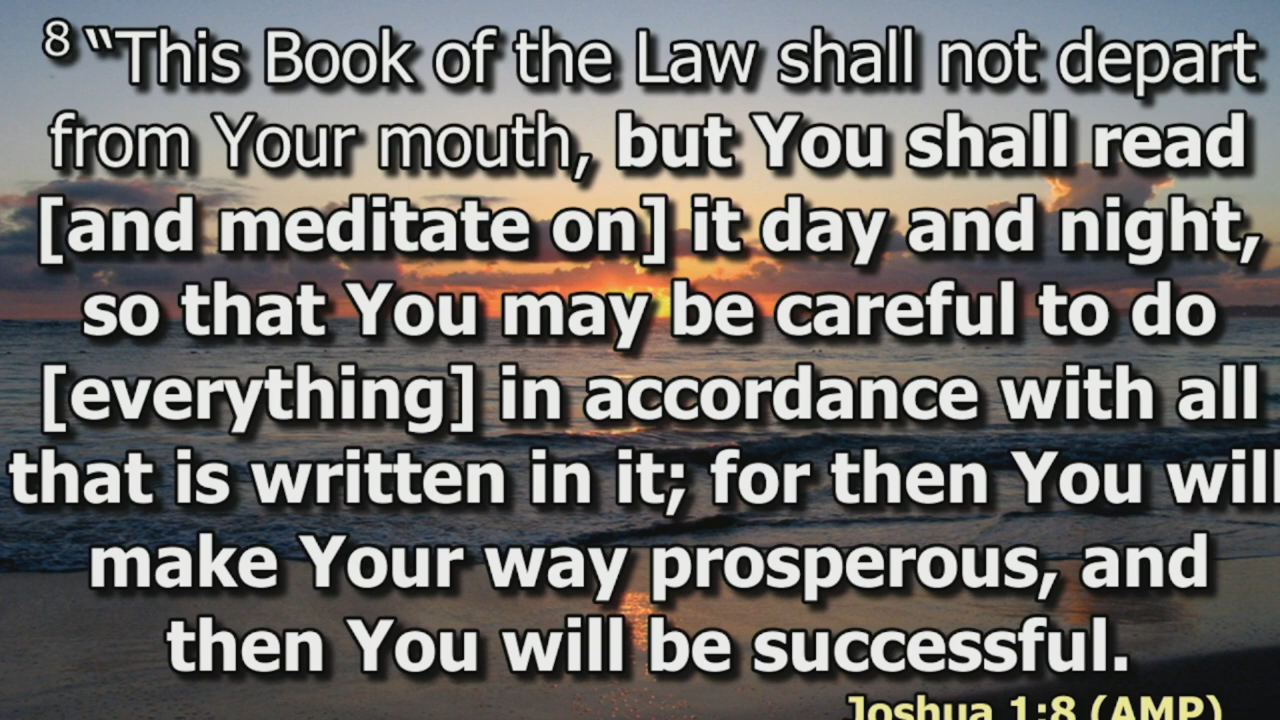 8 “This Book of the Law shall not depart
from Your mouth, but You shall read
[and meditate on] it day and night,
so that You may be careful to do
[everything] in accordance with all
that is written in it; for then You will
make Your way prosperous, and
then You will be successful.
Joshua 1:8 (AMP)